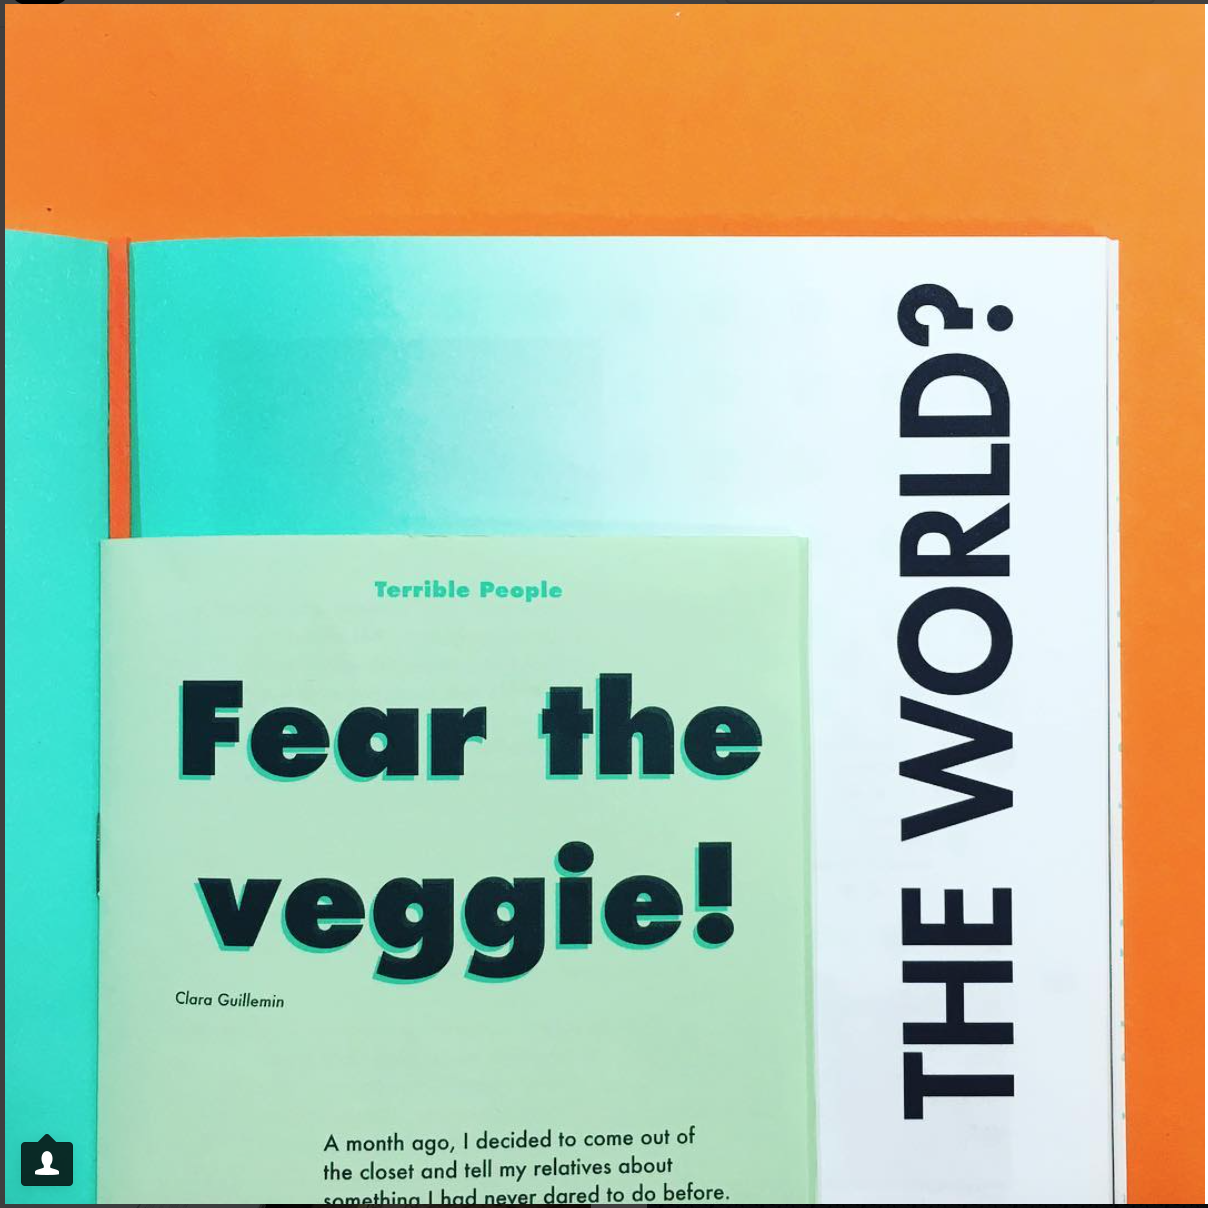 Terrible People
Fear the
veggie!
Clara Guillemin
A month ago, I decided to come out of
the closet and tell my relatives about
something I had never dared to do before.
THE WORLD?